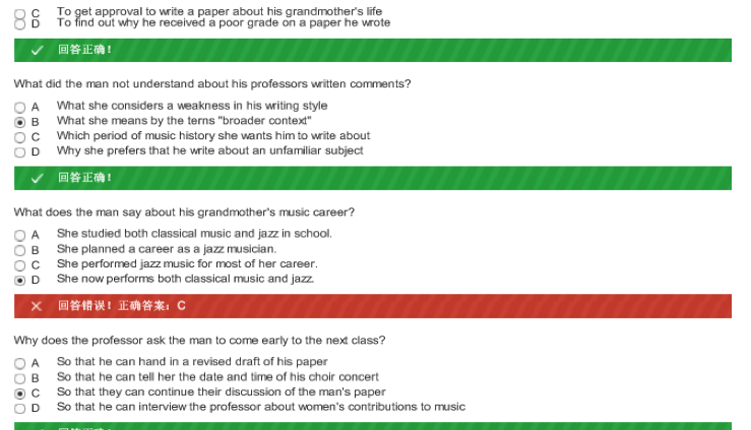 C To get approval to write a paper about his grandmother's life
D To find out why he received a poor grade on a paper he wrote
回答正确！
What did the man not understand about his professors written comments?
A What she considers a weakness in his writing style
B What she means by the terns "broader context"
C Which period of music history she wants him to write about
D Why she prefers that he write about an unfamiliar subject
回答正确！
What does the man say about his grandmother's music career?
A She studied both classical music and jazz in school.
B She planned a career as a jazz musician.
C She performed jazz music for most of her career.
D She now performs both classical music and jazz.
回答错误！正确答案：C
Why does the professor ask the man to come early to the next class?
A So that he can hand in a revised draft of his paper
B So that he can tell her the date and time of his choir concert
C So that they can continue their discussion of the man's paper
D So that he can interview the professor about women's contributions to music